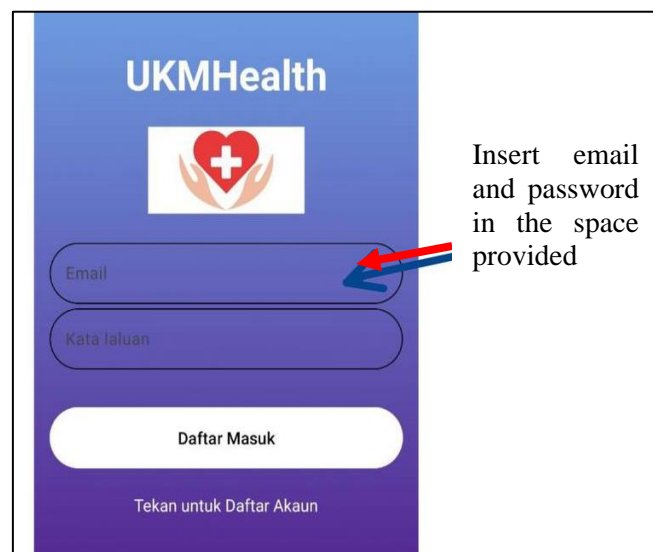 UKMHealth
Email
Kata laluan
Daftar Masuk
Tekan untuk Daftar Akaun
Insert email
and password
in the space
provided